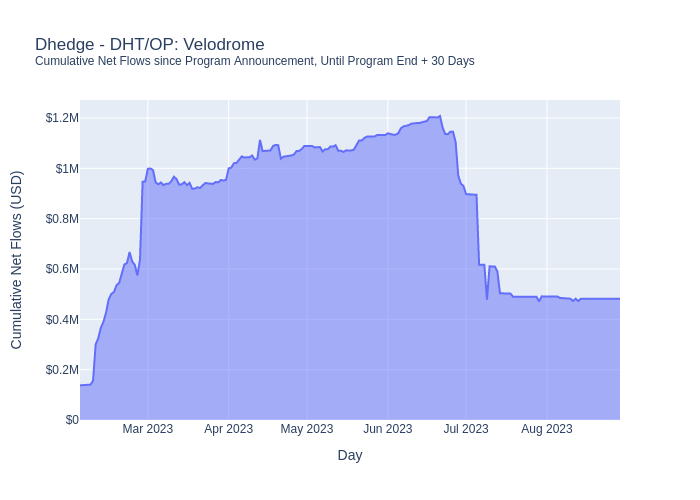 Dhedge - DHT/OP: Velodrome
Cumulative Net Flows since Program Announcement, Until Program End + 30 Days
Cumulative Net Flows (USD)
$1.2M
$1M
$0.8M
$0.6M
$0.4M
$0.2M
$0
Mar 2023 Apr 2023 May 2023 Jun 2023 Jul 2023 Aug 2023
Day